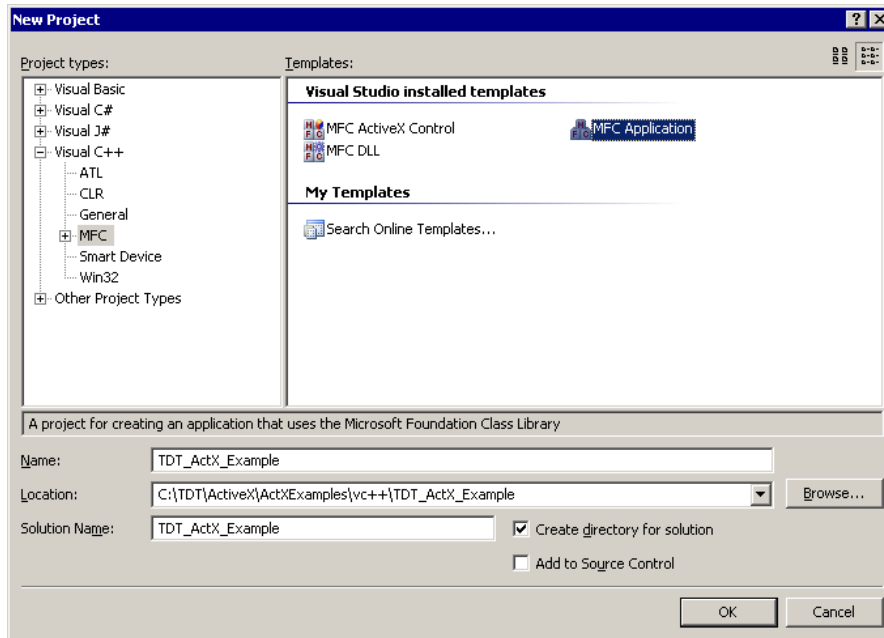 New Project
Project types:
Templates:
Visual Basic
Visual C#
Visual J#
Visual C++
ATL
CLR
General
MFC
Smart Device
Win32
Other Project Types
Visual Studio installed templates
MFC ActiveX Control
MFC Application
MFC DLL
My Templates
Search Online Templates...
A project for creating an application that uses the Microsoft Foundation Class Library
Name:
TDT_ActX_Example
Location:
C:\TDT\ActiveX\ActXExamples\vc++\TDT_ActX_Example
Browse...
Solution Name:
TDT_ActX_Example
Create directory for solution
Add to Source Control
OK
Cancel